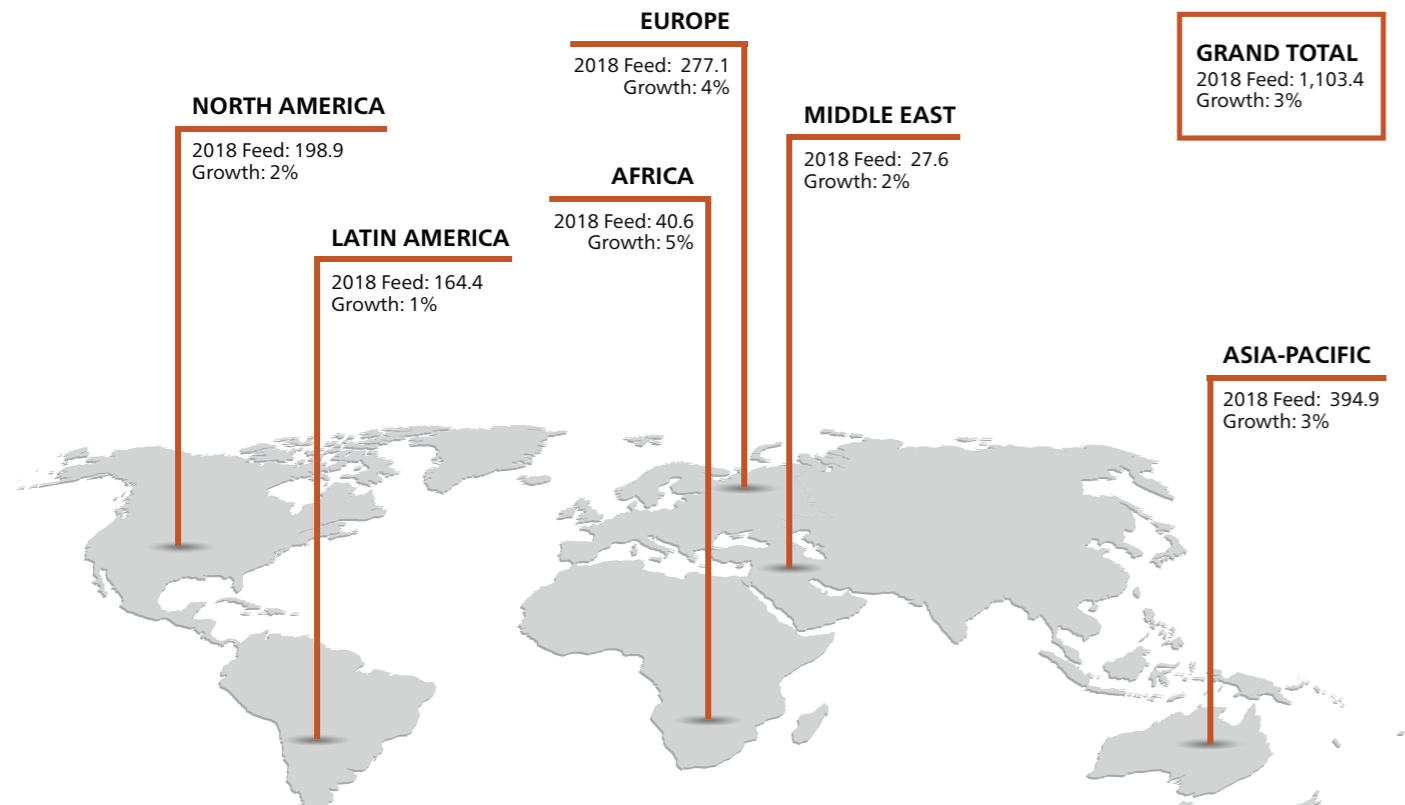 EUROPE
2018 Feed: 277.1
Growth: 4%
GRAND TOTAL
2018 Feed: 1,103.4
Growth: 3%
NORTH AMERICA
2018 Feed: 198.9
Growth: 2%
MIDDLE EAST
2018 Feed: 27.6
Growth: 2%
AFRICA
2018 Feed: 40.6
Growth: 5%
LATIN AMERICA
2018 Feed: 164.4
Growth: 1%
ASIA-PACIFIC
2018 Feed: 394.9
Growth: 3%